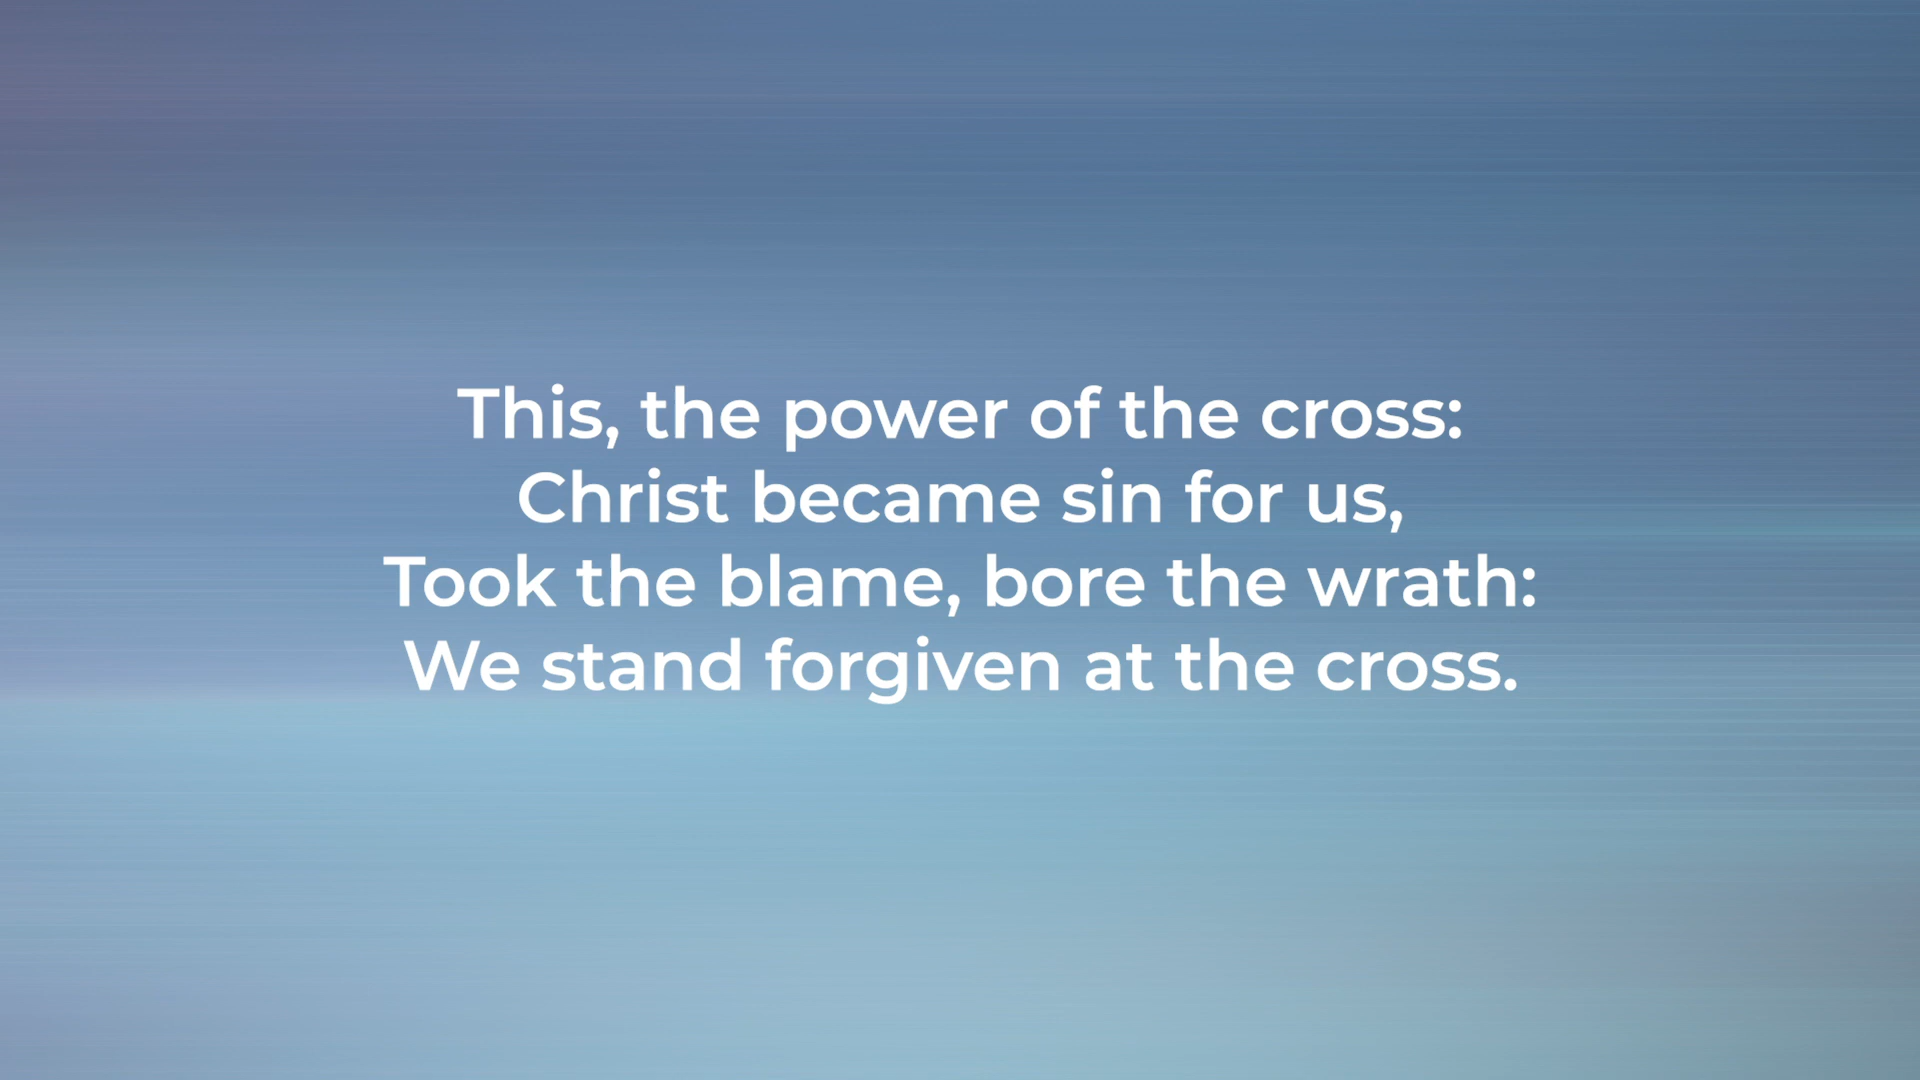 This, the power of the cross:
Christ became sin for us,
Took the blame, bore the wrath:
We stand forgiven at the cross.